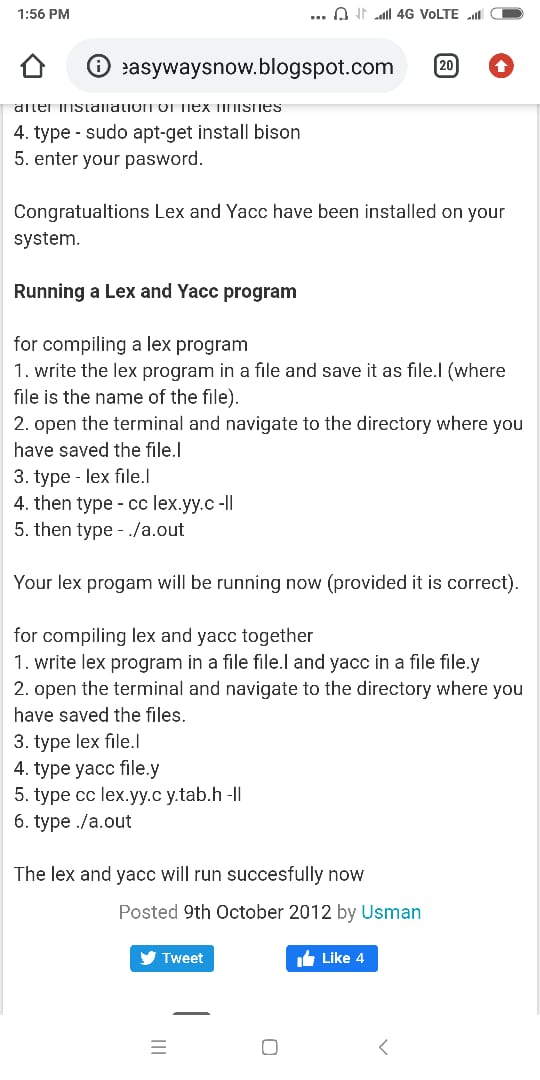 1:56 PM
... 4G VoLTE
easywaysnow.blogspot.com
20
after installation of flex finishes
4. type - sudo apt-get install bison
5. enter your pasword.
Congratualtions Lex and Yacc have been installed on your
system.
Running a Lex and Yacc program
for compiling a lex program
1. write the lex program in a file and save it as file.l (where
file is the name of the file).
2. open the terminal and navigate to the directory where you
have saved the file.l
3. type - lex file.l
4. then type - cc lex.yy.c -ll
5. then type - ./a.out
Your lex progam will be running now (provided it is correct).
for compiling lex and yacc together
1. write lex program in a file file.l and yacc in a file file.y
2. open the terminal and navigate to the directory where you
have saved the files.
3. type lex file.l
4. type yacc file.y
5. type cc lex.yy.c y.tab.h -ll
6. type ./a.out
The lex and yacc will run succesfully now
Posted 9th October 2012 by Usman
Tweet
Like 4